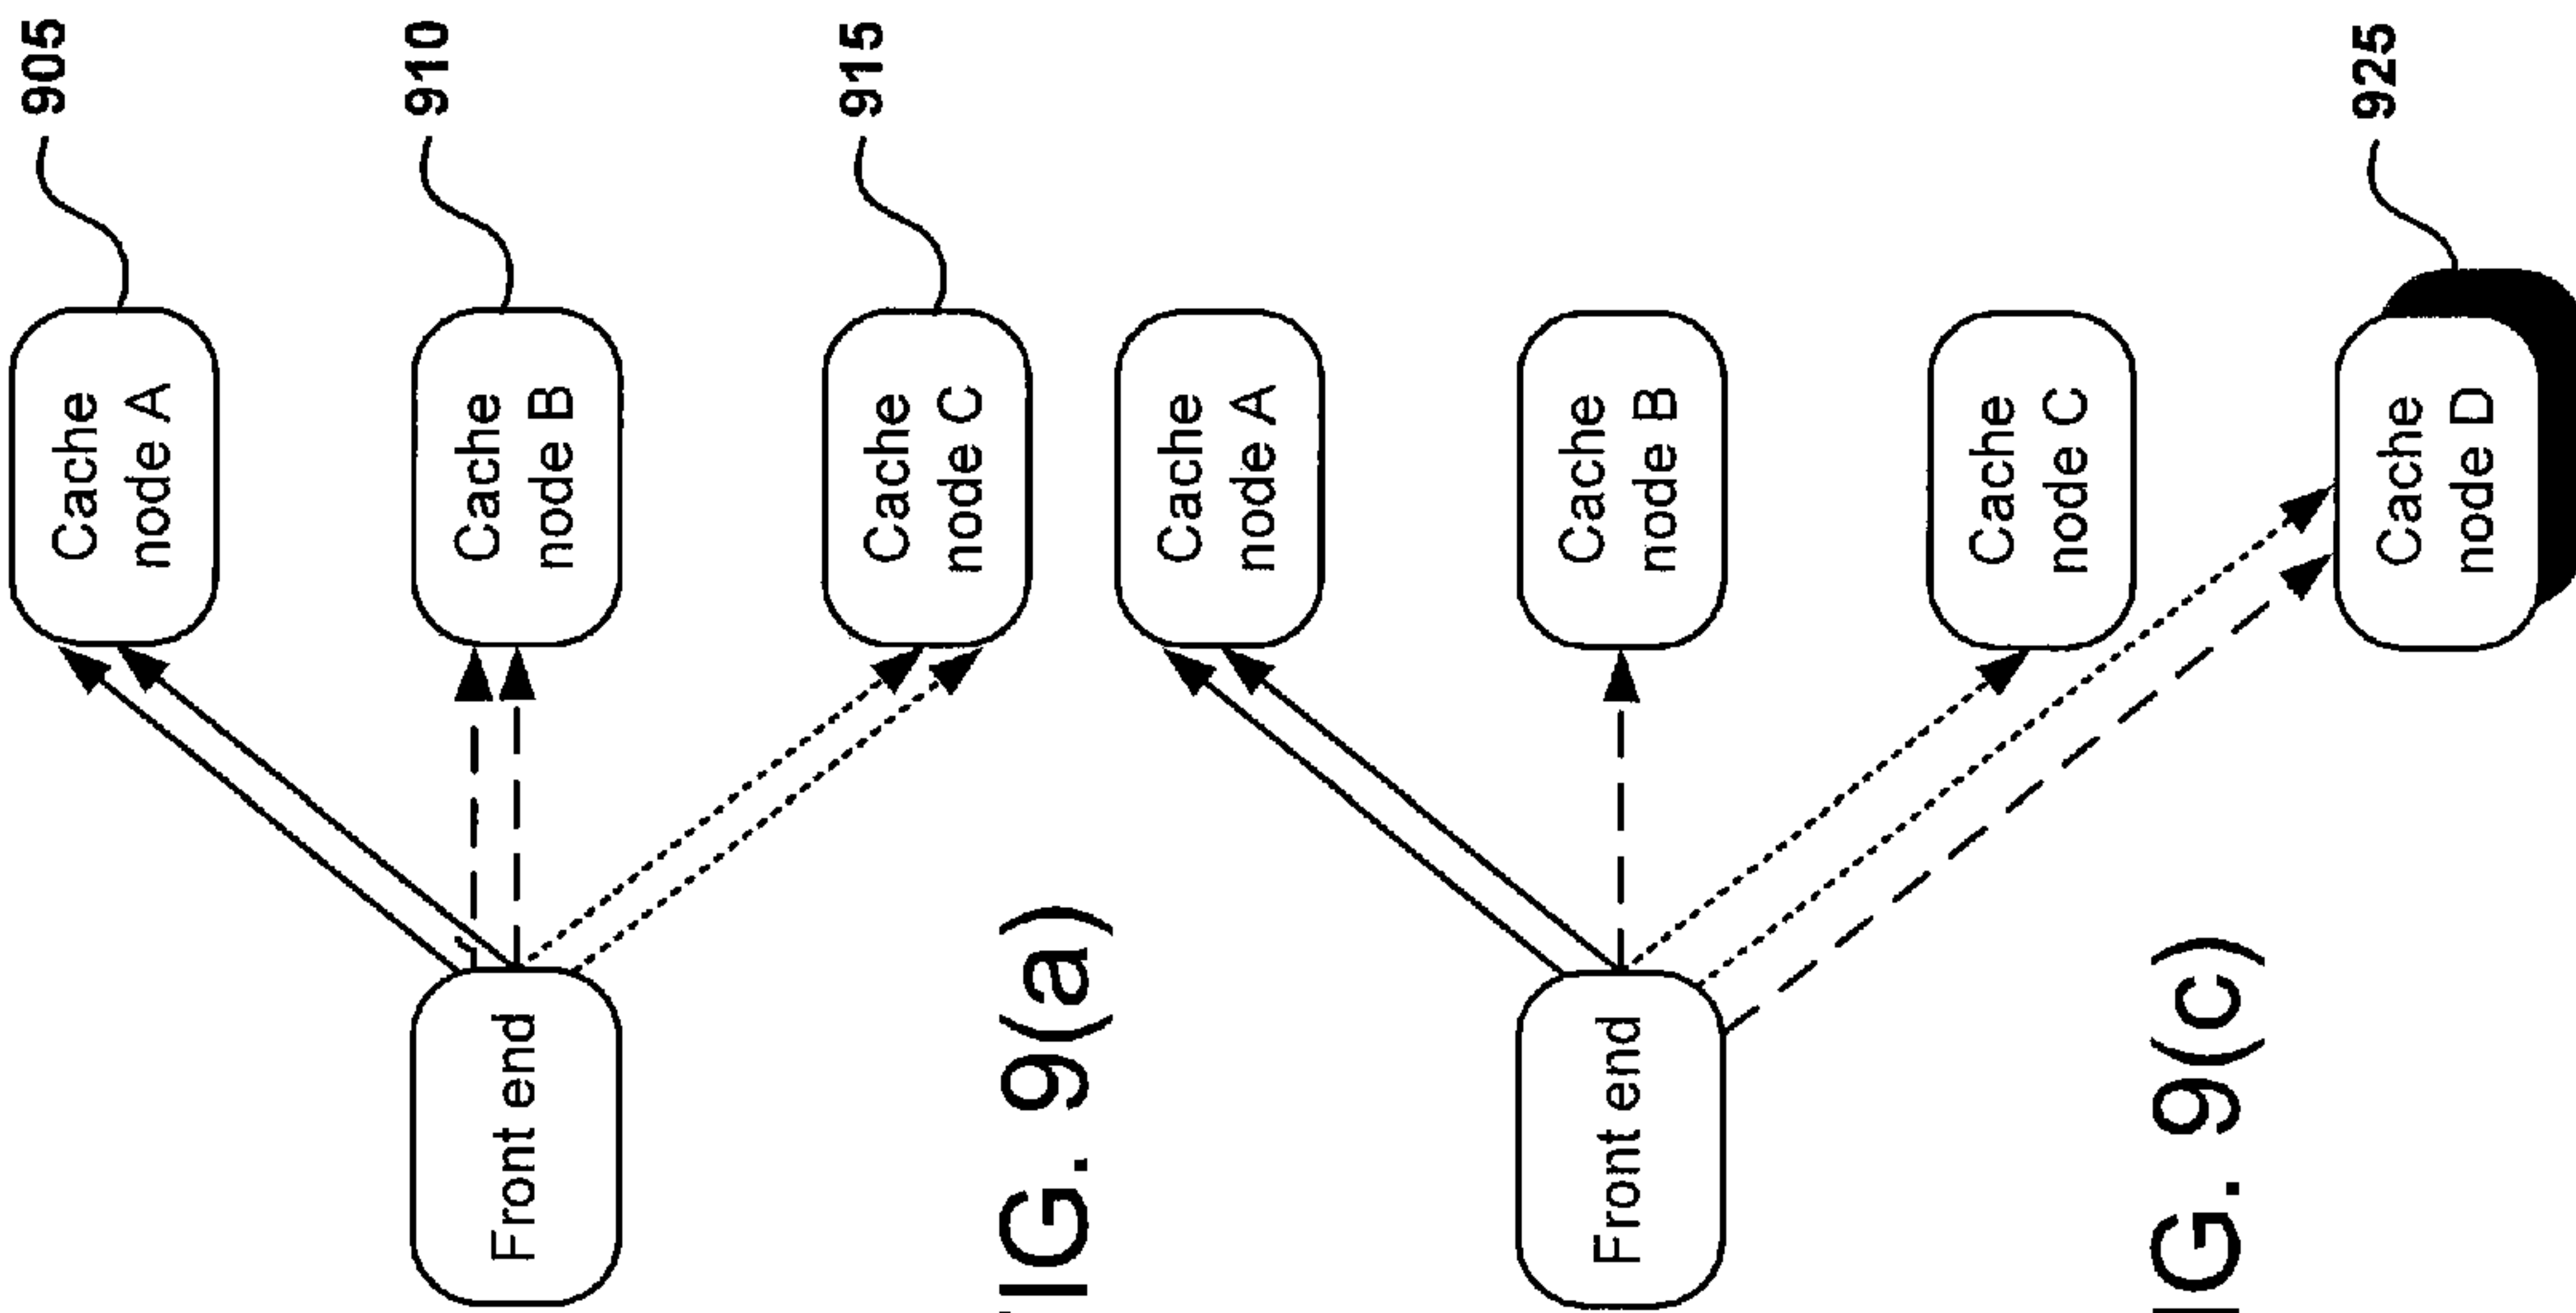 905
Cache
node A
910
Cache
node B
Front end
915
Cache
node C
IG. 9(a)
Cache
node A
Cache
node B
Front end
Cache
node C
925
Cache
node D
IG. 9(c)